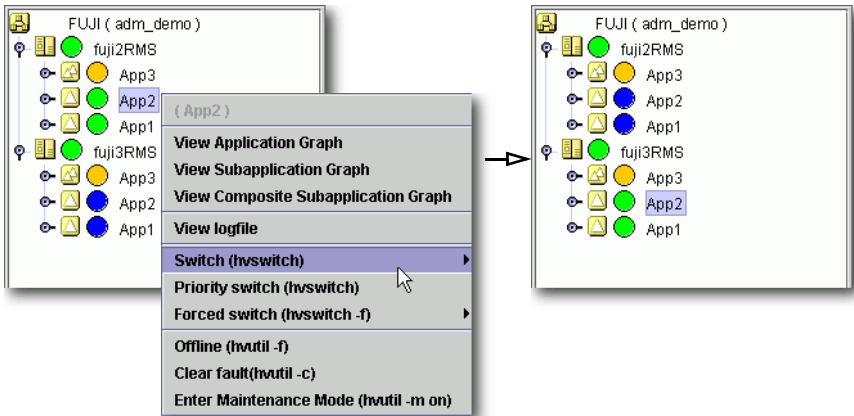 FUJI ( adm_demo )
fuji2RMS
App3
App2
App1
fuji3RMS
App3
App2
App1
( App2 )
View Application Graph
View Subapplication Graph
View Composite Subapplication Graph
View logfile
Switch (hvswitch)
Priority switch (hvswitch)
Forced switch (hvswitch -f)
Offline (hvutil -f)
Clear fault(hvutil -c)
Enter Maintenance Mode (hvutil -m on)
FUJI ( adm_demo )
fuji2RMS
App3
App2
App1
fuji3RMS
App3
App2
App1